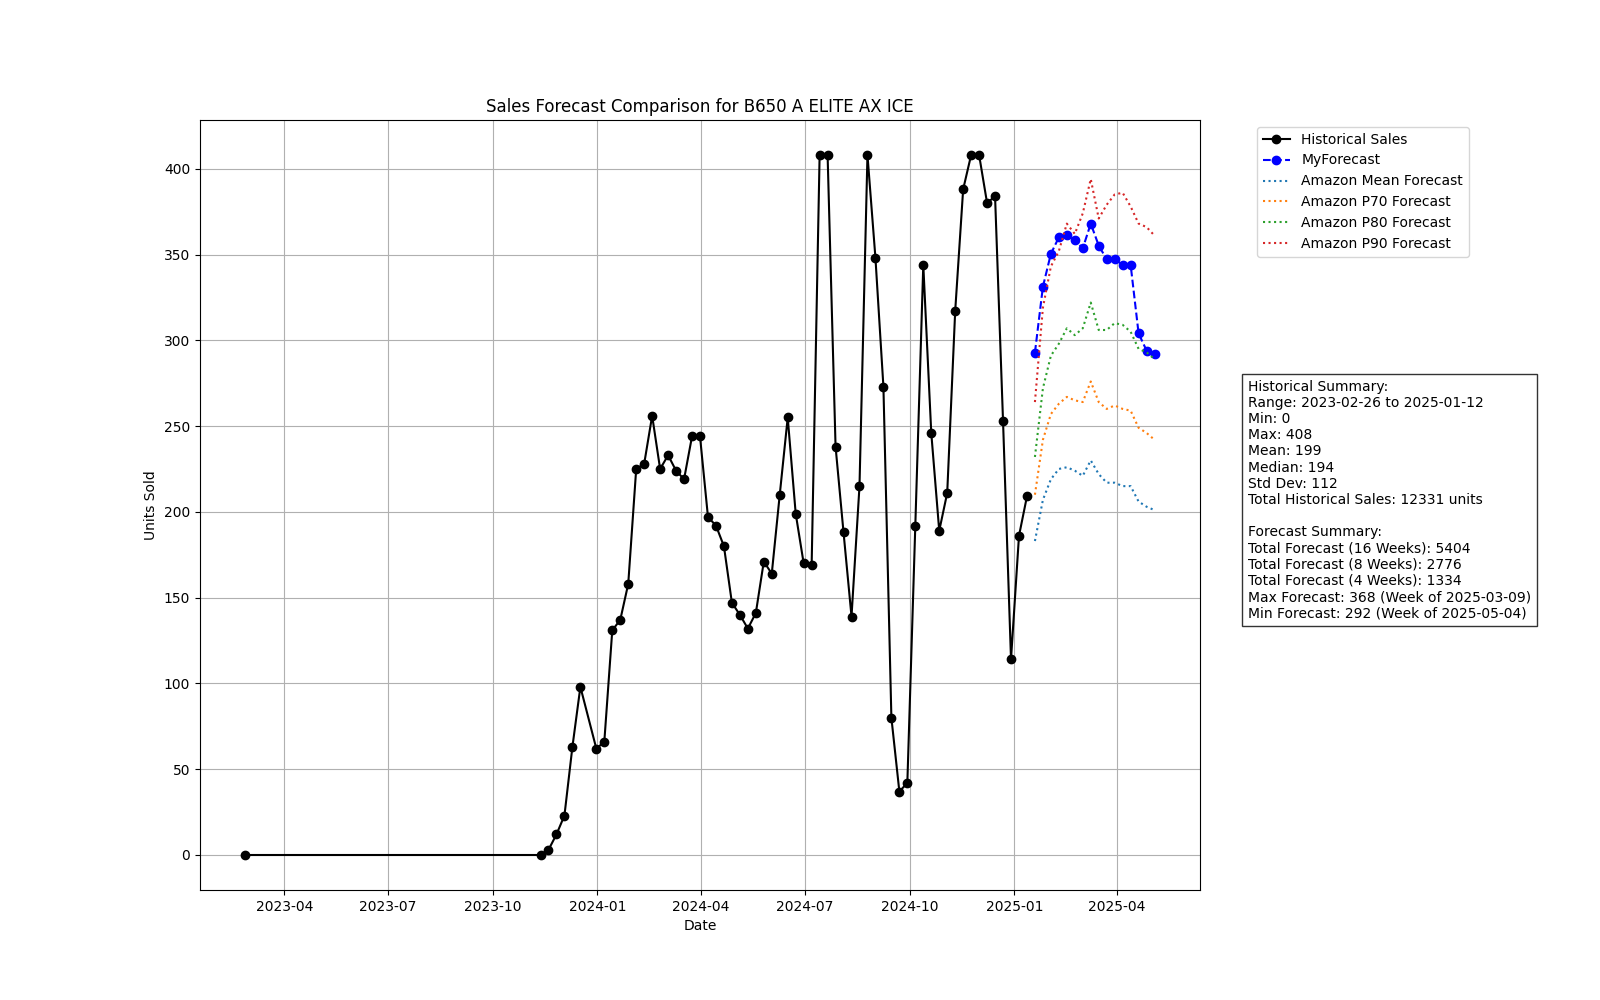 Sales Forecast Comparison for B650 A ELITE AX ICE
Units Sold
400
350
300
250
200
150
100
50
0
2023-04
2023-07
2023-10
2024-01
2024-04
2024-07
2024-10
2025-01
2025-04
Date
Historical Sales
MyForecast
Amazon Mean Forecast
Amazon P70 Forecast
Amazon P80 Forecast
Amazon P90 Forecast
Historical Summary:
Range: 2023-02-26 to 2025-01-12
Min: 0
Max: 408
Mean: 199
Median: 194
Std Dev: 112
Total Historical Sales: 12331 units
Forecast Summary:
Total Forecast (16 Weeks): 5404
Total Forecast (8 Weeks): 2776
Total Forecast (4 Weeks): 1334
Max Forecast: 368 (Week of 2025-03-09)
Min Forecast: 292 (Week of 2025-05-04)